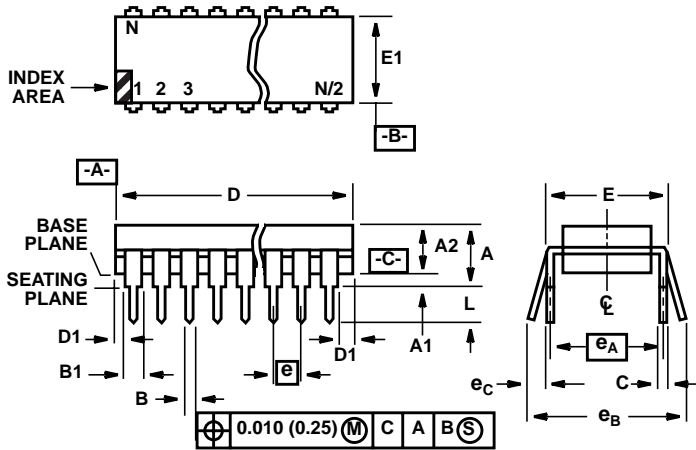 N
INDEX
AREA
1 2 3 N/2
E1
-B-
-A-
D
E
BASE
PLANE
SEATING
PLANE
A2
A
-C-
L
D1
B1
B
e
D1
A1
CL
eA
eC
C
eB
0.010 (0.25) M C A B S